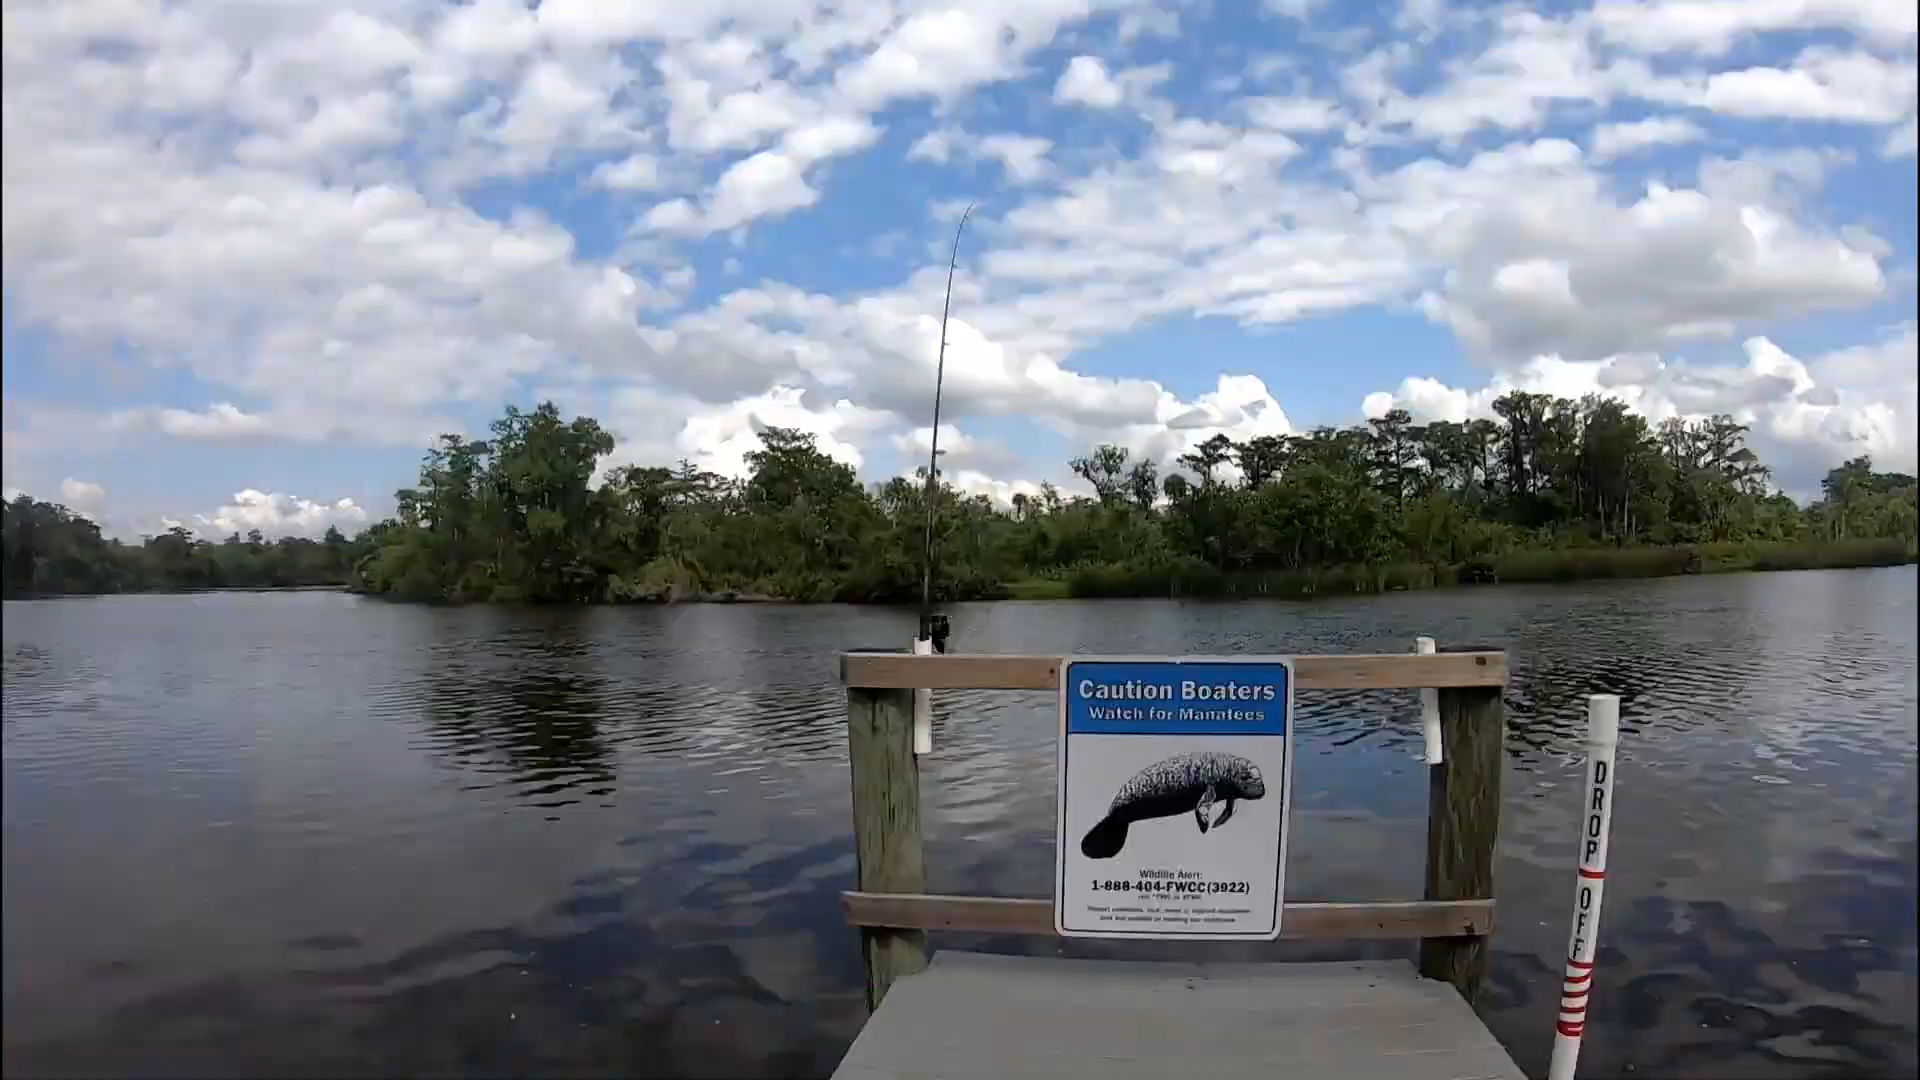 Caution Boaters
Watch for Manatees
Wildlife Alert:
1-888-404-FWCC(3922)
DROP OFF